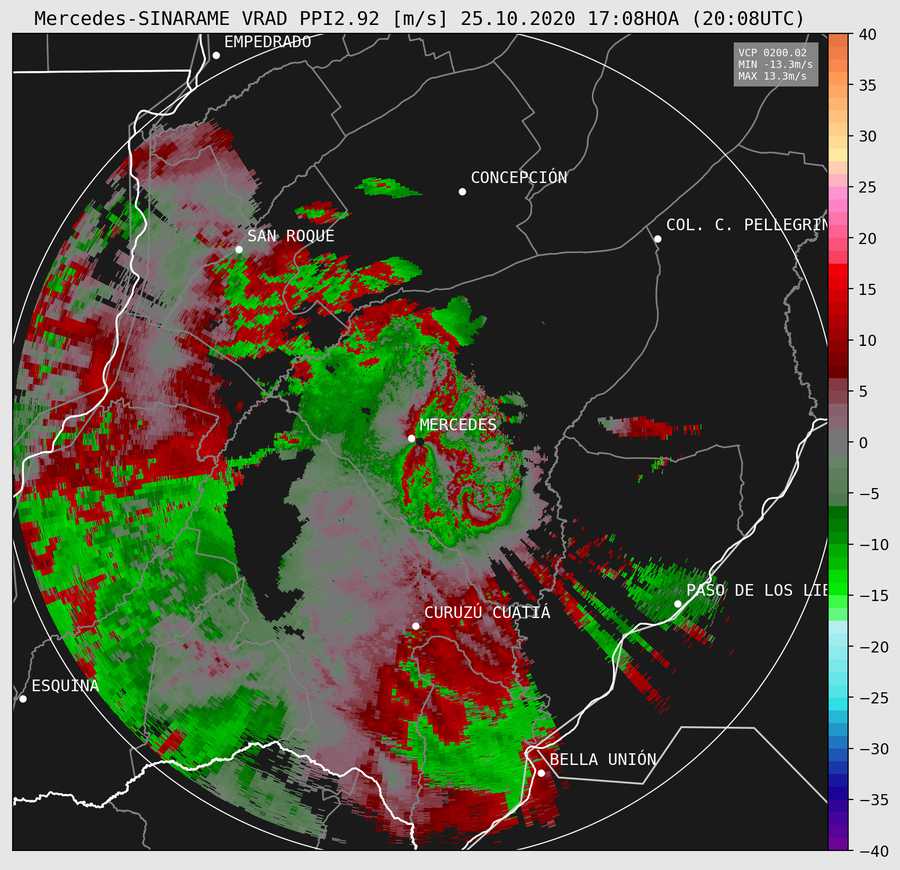 Mercedes-SINARAME VRAD PPI2.92 [m/s] 25.10.2020 17:08HOA (20:08UTC)
EMPEDRADO
VCP 0200.02
MIN -13.3m/s
MAX 13.3m/s
CONCEPCIÓN
COL. C. PELLEGRIN
SAN ROQUE
MERCEDES
PASO DE LOS LIE
CURUZÚ CUATIÁ
ESQUINA
BELLA UNIÓN
40
35
30
25
20
15
10
5
0
−5
−10
−15
−20
−25
−30
−35
−40